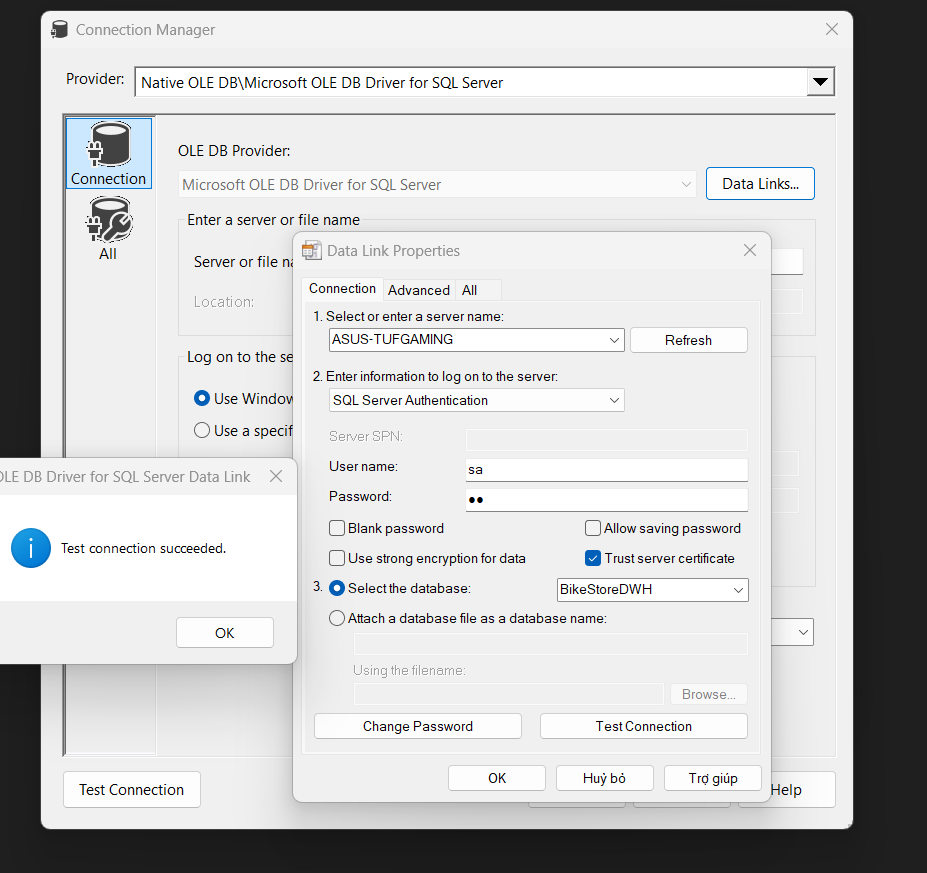 Connection Manager
Provider:
Native OLE DB\Microsoft OLE DB Driver for SQL Server
Connection
All
OLE DB Provider:
Microsoft OLE DB Driver for SQL Server
Data Links...
Enter a server or file name
Server or file na
Location:
Log on to the se
Use Window
Use a specif
Data Link Properties
Connection
Advanced
All
1. Select or enter a server name:
ASUS-TUFGAMING
Refresh
2. Enter information to log on to the server:
SQL Server Authentication
Server SPN:
User name:
sa
Password:
●●
Blank password
Allow saving password
Use strong encryption for data
Trust server certificate
3. Select the database:
BikeStoreDWH
Attach a database file as a database name:
Using the filename:
Browse...
Change Password
Test Connection
OK
Huỷ bỏ
Trợ giúp
OLE DB Driver for SQL Server Data Link
Test connection succeeded.
OK
Test Connection
Help